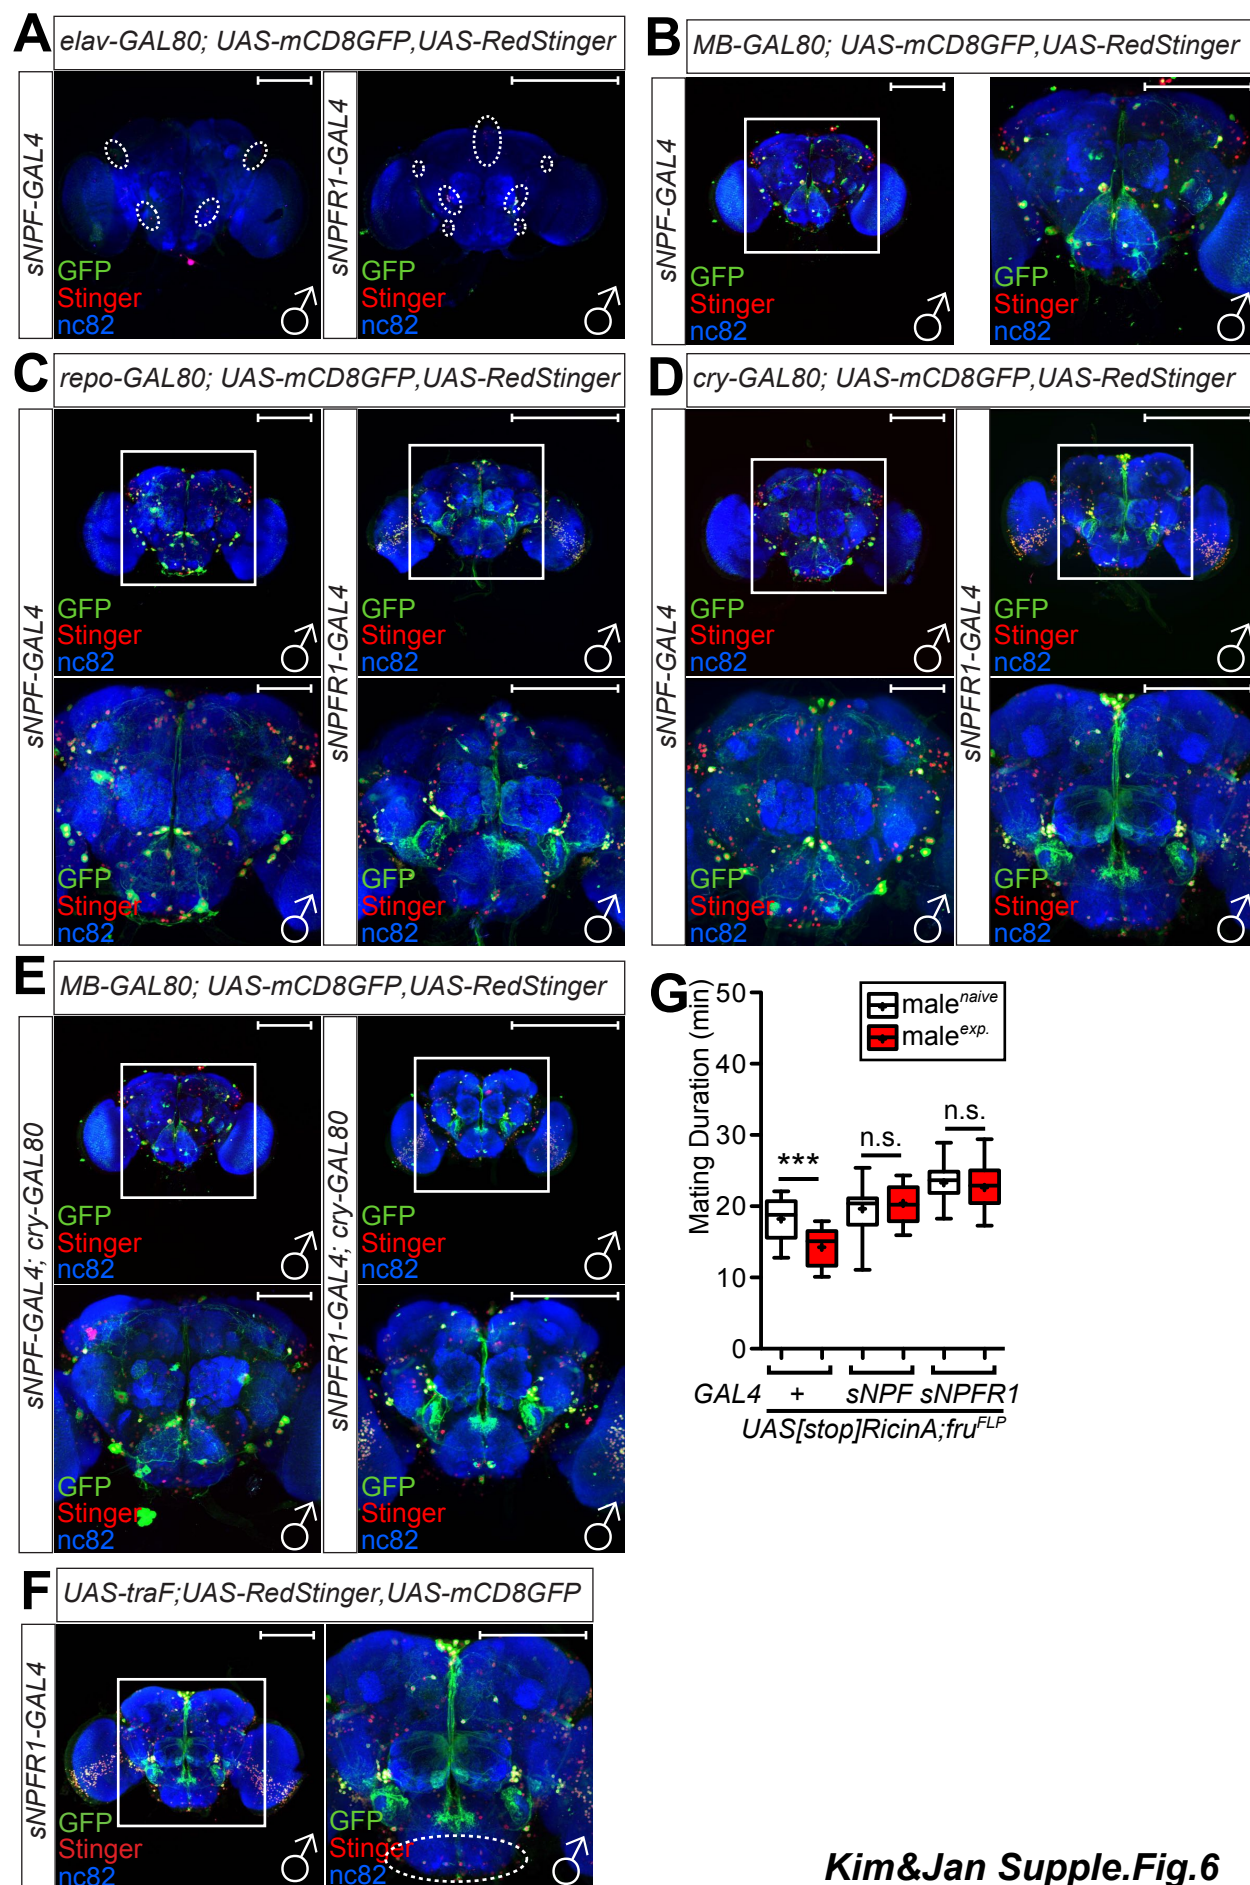 A
elav-GAL80; UAS-mCD8GFP,UAS-RedStinger
sNPF-GAL4
GFP
Stinger
nc82
sNPFR1-GAL4
GFP
Stinger
nc82
B
MB-GAL80; UAS-mCD8GFP,UAS-RedStinger
sNPF-GAL4
GFP
Stinger
nc82
GFP
Stinger
nc82
C
repo-GAL80; UAS-mCD8GFP,UAS-RedStinger
sNPF-GAL4
GFP
Stinger
nc82
GFP
Stinger
nc82
sNPFR1-GAL4
GFP
Stinger
nc82
GFP
Stinger
nc82
D
cry-GAL80; UAS-mCD8GFP,UAS-RedStinger
sNPF-GAL4
GFP
Stinger
nc82
GFP
Stinger
nc82
sNPFR1-GAL4
GFP
Stinger
nc82
GFP
Stinger
nc82
E
MB-GAL80; UAS-mCD8GFP,UAS-RedStinger
sNPF-GAL4; cry-GAL80
GFP
Stinger
nc82
GFP
Stinger
nc82
sNPFR1-GAL4; cry-GAL80
GFP
Stinger
nc82
GFP
Stinger
nc82
F
UAS-traF;UAS-RedStinger,UAS-mCD8GFP
sNPFR1-GAL4
GFP
Stinger
nc82
GFP
Stinger
nc82
G
Mating Duration (min)
50
40
30
20
10
0
male naive
male exp.
***
n.s.
n.s.
GAL4 + sNPF sNPFR1
UAS[stop]RicinA;fru FLP
Kim&Jan Supple.Fig.6